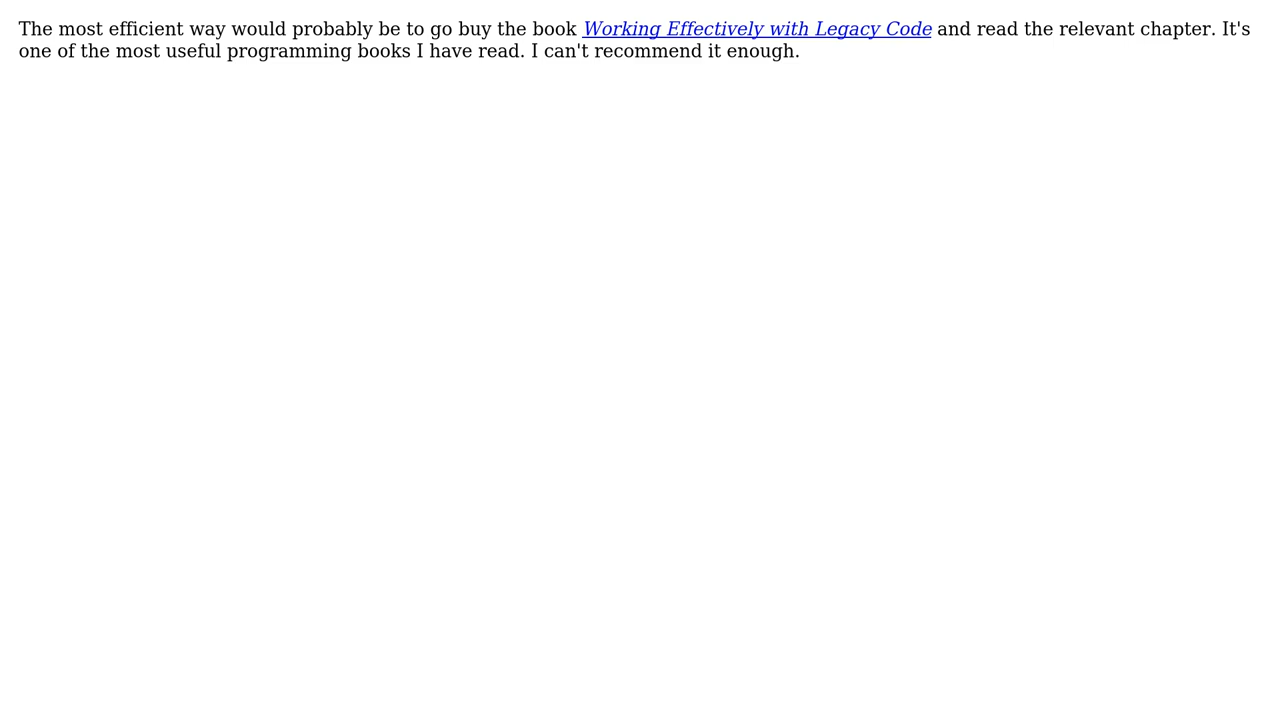 The most efficient way would probably be to go buy the book Working Effectively with Legacy Code and read the relevant chapter. It's
one of the most useful programming books I have read. I can't recommend it enough.